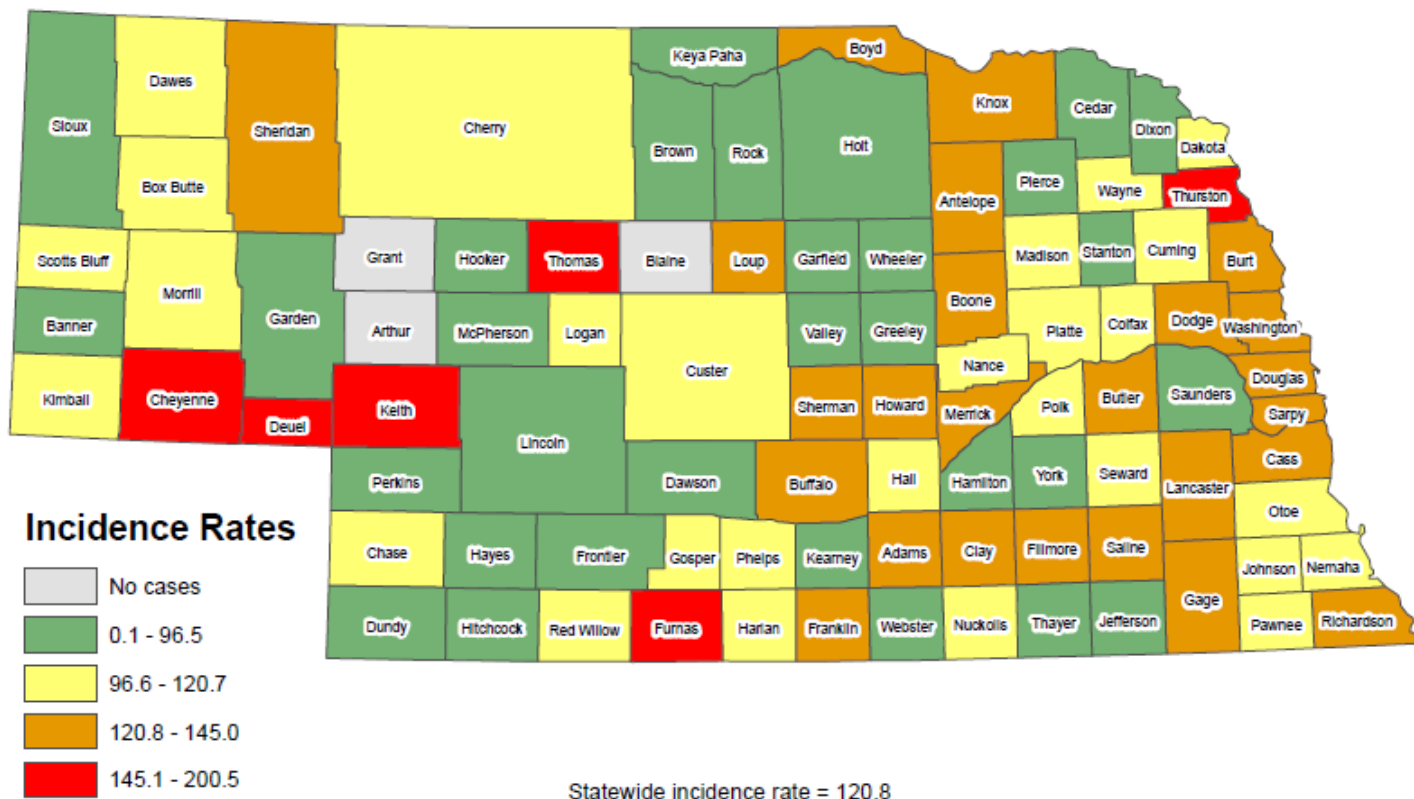 Keya Paha
Boyd
Dawes
Knox
Cedar
Sioux
Sheridan
Cherry
Dixon
Brown
Rock
Holt
Dakota
Box Butte
Pierce
Wayne
Thurston
Antelope
Scotts Bluff
Grant
Hooker
Thomas
Blaine
Loup
Garfield
Wheeler
Madison
Stanton
Cuming
Burt
Morrill
Garden
Boone
Banner
Arthur
McPherson
Logan
Valley
Greeley
Platte
Colfax
Dodge
Washington
Kimball
Cheyenne
Deuel
Keith
Custer
Nance
Douglas
Sherman
Howard
Merrick
Polk
Butler
Saunders
Sarpy
Lincoln
Perkins
Dawson
Buffalo
Hall
Hamilton
York
Seward
Lancaster
Cass
Otoe
Chase
Hayes
Frontier
Gosper
Phelps
Kearney
Adams
Clay
Fillmore
Saline
Johnson
Nemaha
Gage
Dundy
Hitchcock
Red Willow
Furnas
Harlan
Franklin
Webster
Nuckolls
Thayer
Jefferson
Pawnee
Richardson
Incidence Rates
No cases
0.1 - 96.5
96.6 - 120.7
120.8 - 145.0
145.1 - 200.5
Statewide incidence rate = 120.8